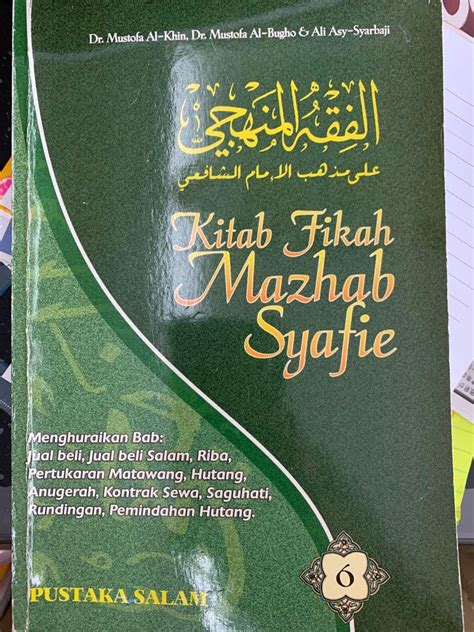 Dr. Mustofa Al-Khin, Dr. Mustofa Al-Bugho & Ali Asy-Syarbaji
الفقه المنهجي
على مذهب الإمام الشافعي
Kitab Fikah
Mazhab
Syafie
Menghuraikan Bab:
Jual beli, Jual beli Salam, Riba,
Pertukaran Matawang, Hutang,
Anugerah, Kontrak Sewa, Saguhati,
Rundingan, Pemindahan Hutang.
6
PUSTAKA SALAM